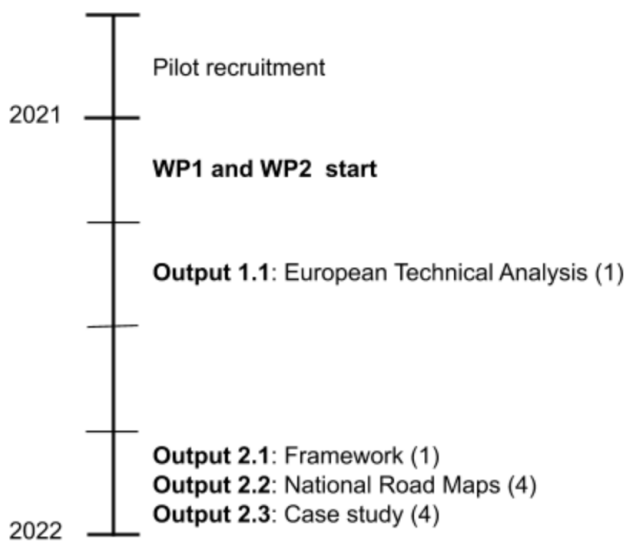 Pilot recruitment
2021
WP1 and WP2 start
Output 1.1: European Technical Analysis (1)
Output 2.1: Framework (1)
Output 2.2: National Road Maps (4)
Output 2.3: Case study (4)
2022